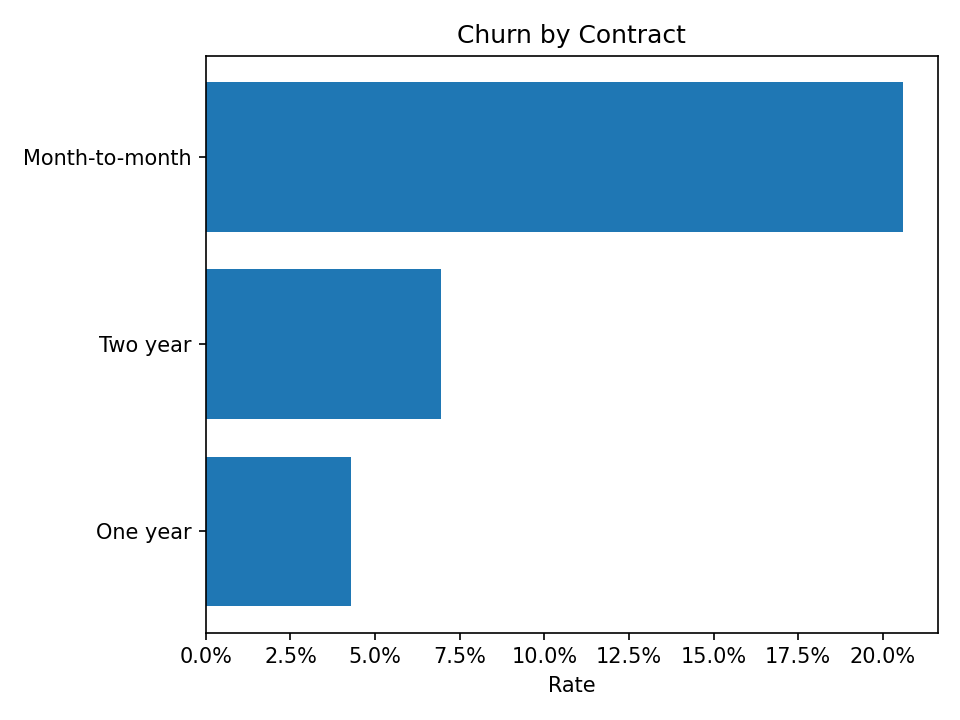 Churn by Contract
Month-to-month
Two year
One year
0.0% 2.5% 5.0% 7.5% 10.0% 12.5% 15.0% 17.5% 20.0%
Rate